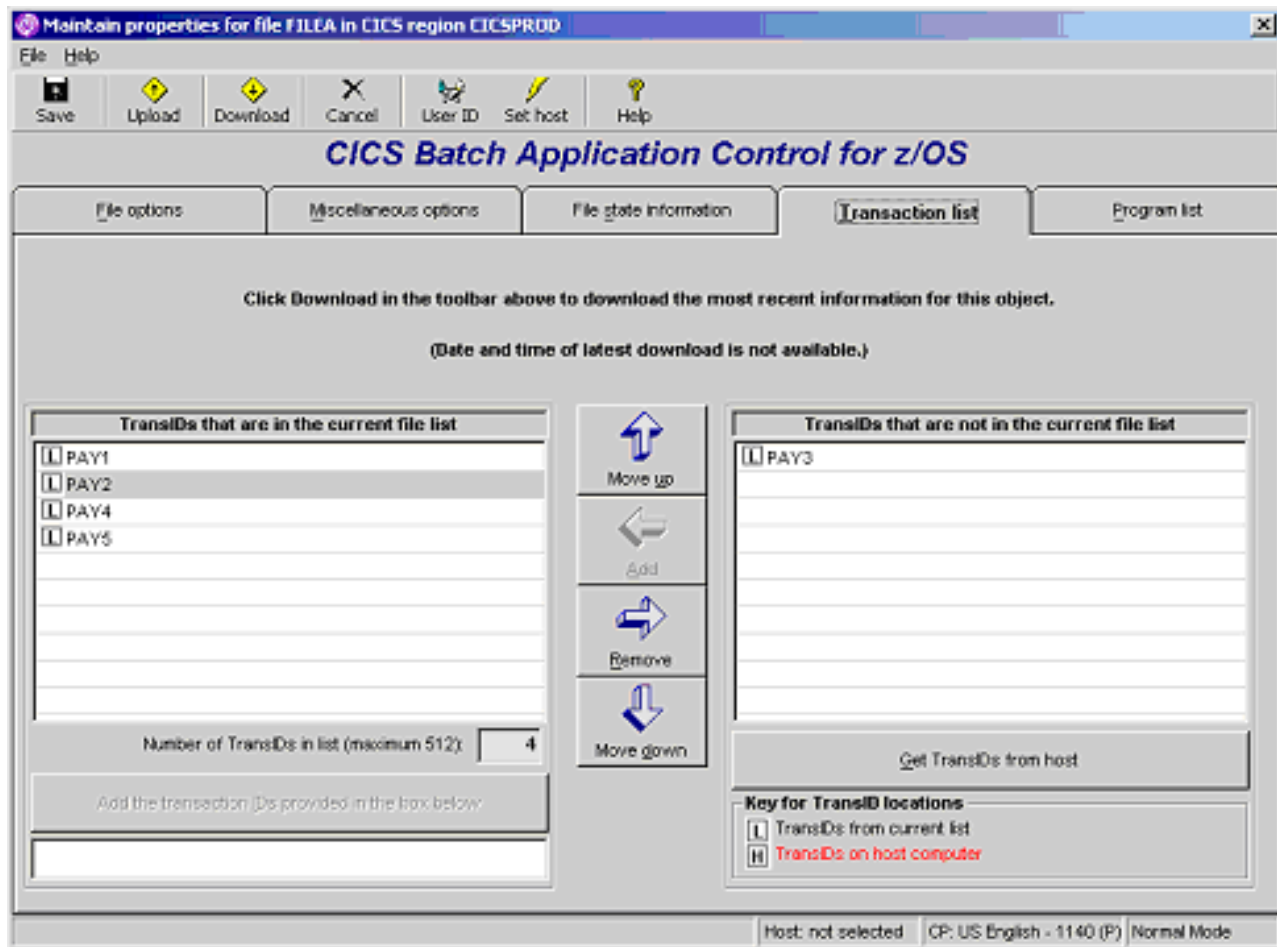 Maintain properties for file FILEA in CICS region CICSPROD
File Help
Save Upload Download Cancel User ID Set host Help
CICS Batch Application Control for z/OS
File options Miscellaneous options File state information Transaction list Program list
Click Download in the toolbar above to download the most recent information for this object.
(Date and time of latest download is not available.)
TransIDs that are in the current file list
L PAY1
L PAY2
L PAY4
L PAY5
Number of TransIDs in list (maximum 512): 4
Add the transaction IDs provided in the box below:
Move up
Add
Remove
Move down
TransIDs that are not in the current file list
L PAY3
Get TransIDs from host
Key for TransID locations
L TransIDs from current list
H TransIDs on host computer
Host: not selected CP: US English - 1140 (P) Normal Mode